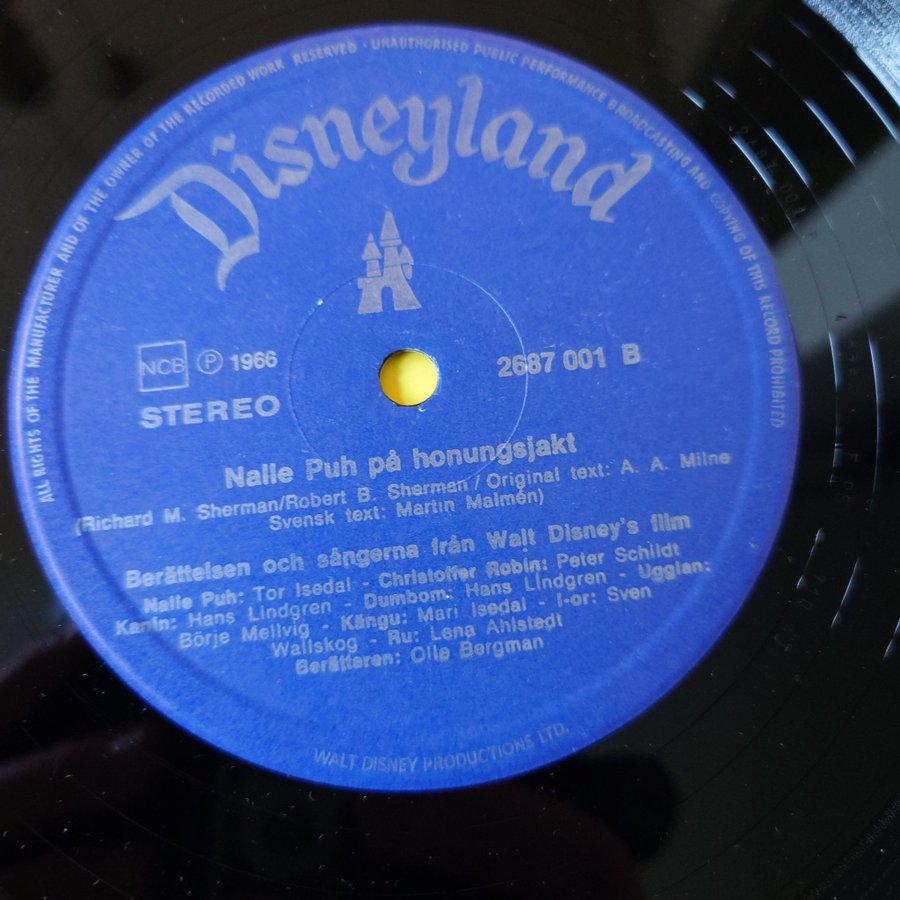 ALL RIGHTS OF THE MANUFACTURER AND OF THE OWNER OF THE RECORDED WORK RESERVED · UNAUTHORISED PUBLIC PERFORMANCE BROADCASTING AND COPYING OF THIS RECORD PROHIBITED
Disneyland
NCB ℗ 1966
2687 001 B
STEREO
Nalle Puh på honungsjakt
(Richard M. Sherman/Robert B. Sherman/Original text: A. A. Milne
Svensk text: Martin Malmén)
Berättelsen och sångerna från Walt Disney's film
Nalle Puh: Tor Isedal - Christoffer Robin: Peter Schildt
Kanin: Hans Lindgren - Dumbom: Hans Lindgren - Ugglan:
Börje Mellvig - Kängu: Mari Isedal - I-or: Sven
Wallskog - Ru: Lena Ahlstedt
Berättaren: Olle Bergman
WALT DISNEY PRODUCTIONS LTD.